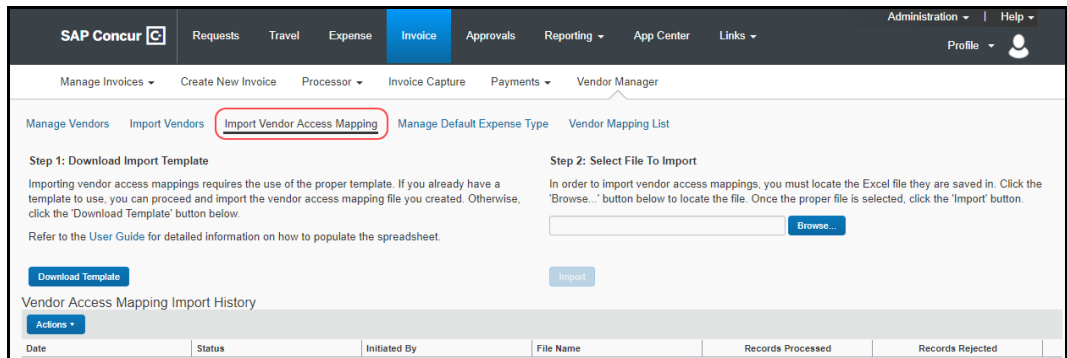 Administration | Help
SAP Concur C Requests Travel Expense Invoice Approvals Reporting App Center Links
Profile
Manage Invoices Create New Invoice Processor Invoice Capture Payments Vendor Manager
Manage Vendors Import Vendors Import Vendor Access Mapping Manage Default Expense Type Vendor Mapping List
Step 1: Download Import Template
Importing vendor access mappings requires the use of the proper template. If you already have a
template to use, you can proceed and import the vendor access mapping file you created. Otherwise,
click the 'Download Template' button below.
Refer to the User Guide for detailed information on how to populate the spreadsheet.
Download Template
Step 2: Select File To Import
In order to import vendor access mappings, you must locate the Excel file they are saved in. Click the
'Browse...' button below to locate the file. Once the proper file is selected, click the 'Import' button.
Browse...
Import
Vendor Access Mapping Import History
Actions
Date Status Initiated By File Name Records Processed Records Rejected